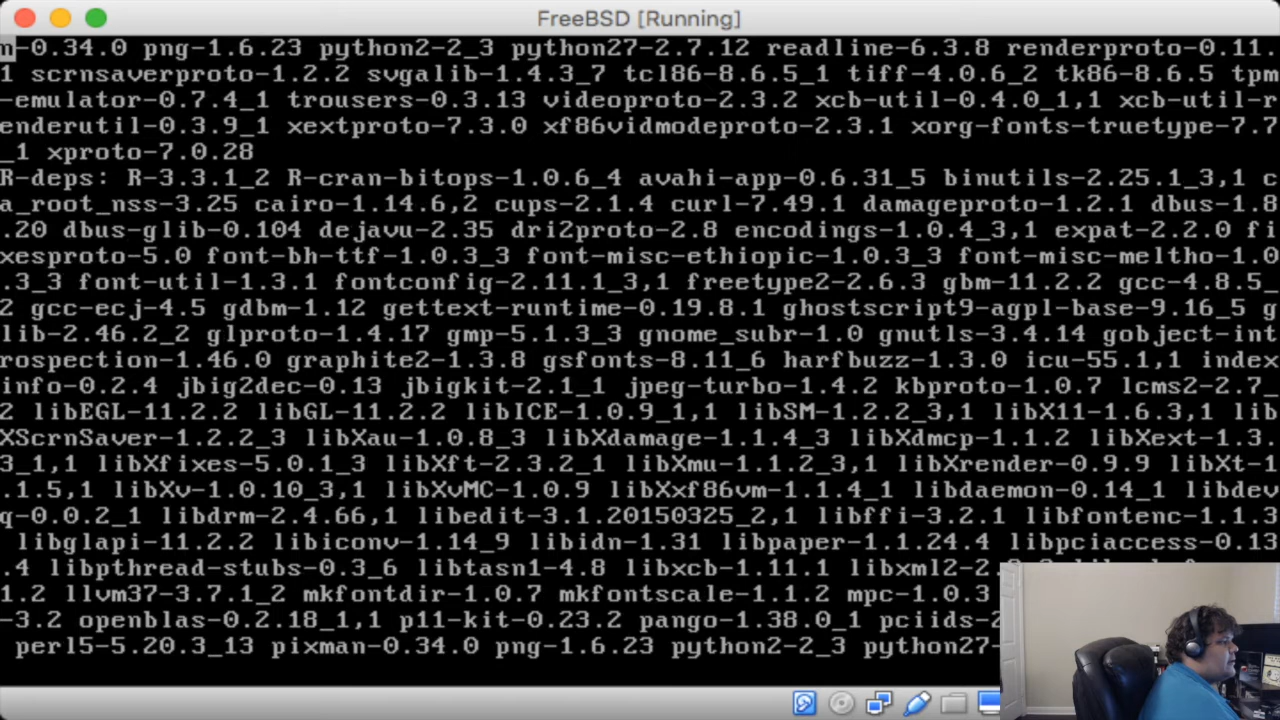 FreeBSD [Running]
m-0.34.0 png-1.6.23 python2-2_3 python27-2.7.12 readline-6.3.8 renderproto-0.11.
1 scrnsaverproto-1.2.2 svgalib-1.4.3_7 tcl86-8.6.5_1 tiff-4.0.6_2 tk86-8.6.5 tpm
-emulator-0.7.4_1 trousers-0.3.13 videoproto-2.3.2 xcb-util-0.4.0_1,1 xcb-util-r
enderutil-0.3.9_1 xextproto-7.3.0 xf86vidmodeproto-2.3.1 xorg-fonts-truetype-7.7
_1 xproto-7.0.28
R-deps: R-3.3.1_2 R-cran-bitops-1.0.6_4 avahi-app-0.6.31_5 binutils-2.25.1_3,1 c
a_root_nss-3.25 cairo-1.14.6,2 cups-2.1.4 curl-7.49.1 damageproto-1.2.1 dbus-1.8
.20 dbus-glib-0.104 dejavu-2.35 dri2proto-2.8 encodings-1.0.4_3,1 expat-2.2.0 fi
xesproto-5.0 font-bh-ttf-1.0.3_3 font-misc-ethiopic-1.0.3_3 font-misc-meltho-1.0
.3_3 font-util-1.3.1 fontconfig-2.11.1_3,1 freetype2-2.6.3 gbm-11.2.2 gcc-4.8.5_
2 gcc-ecj-4.5 gdbm-1.12 gettext-runtime-0.19.8.1 ghostscript9-agpl-base-9.16_5 g
lib-2.46.2_2 glproto-1.4.17 gmp-5.1.3_3 gnome_subr-1.0 gnutls-3.4.14 gobject-int
rospection-1.46.0 graphite2-1.3.8 gsfonts-8.11_6 harfbuzz-1.3.0 icu-55.1,1 index
info-0.2.4 jbig2dec-0.13 jbigkit-2.1_1 jpeg-turbo-1.4.2 kbproto-1.0.7 lcms2-2.7_
2 libEGL-11.2.2 libGL-11.2.2 libICE-1.0.9_1,1 libSM-1.2.2_3,1 libX11-1.6.3,1 lib
XScrnSaver-1.2.2_3 libXau-1.0.8_3 libXdamage-1.1.4_3 libXdmcp-1.1.2 libXext-1.3.
3_1,1 libXfixes-5.0.1_3 libXft-2.3.2_1 libXmu-1.1.2_3,1 libXrender-0.9.9 libXt-1
.1.5,1 libXv-1.0.10_3,1 libXvMC-1.0.9 libXxf86vm-1.1.4_1 libdaemon-0.14_1 libdev
q-0.0.2_1 libdrm-2.4.66,1 libedit-3.1.20150325_2,1 libffi-3.2.1 libfontenc-1.1.3
libglapi-11.2.2 libiconv-1.14_9 libidn-1.31 libpaper-1.1.24.4 libpciaccess-0.13
.4 libpthread-stubs-0.3_6 libtasn1-4.8 libxcb-1.11.1 libxml2-2.
1.2 llvm37-3.7.1_2 mkfontdir-1.0.7 mkfontscale-1.1.2 mpc-1.0.3
-3.2 openblas-0.2.18_1,1 p11-kit-0.23.2 pango-1.38.0_1 pciids-2
perl5-5.20.3_13 pixman-0.34.0 png-1.6.23 python2-2_3 python27-